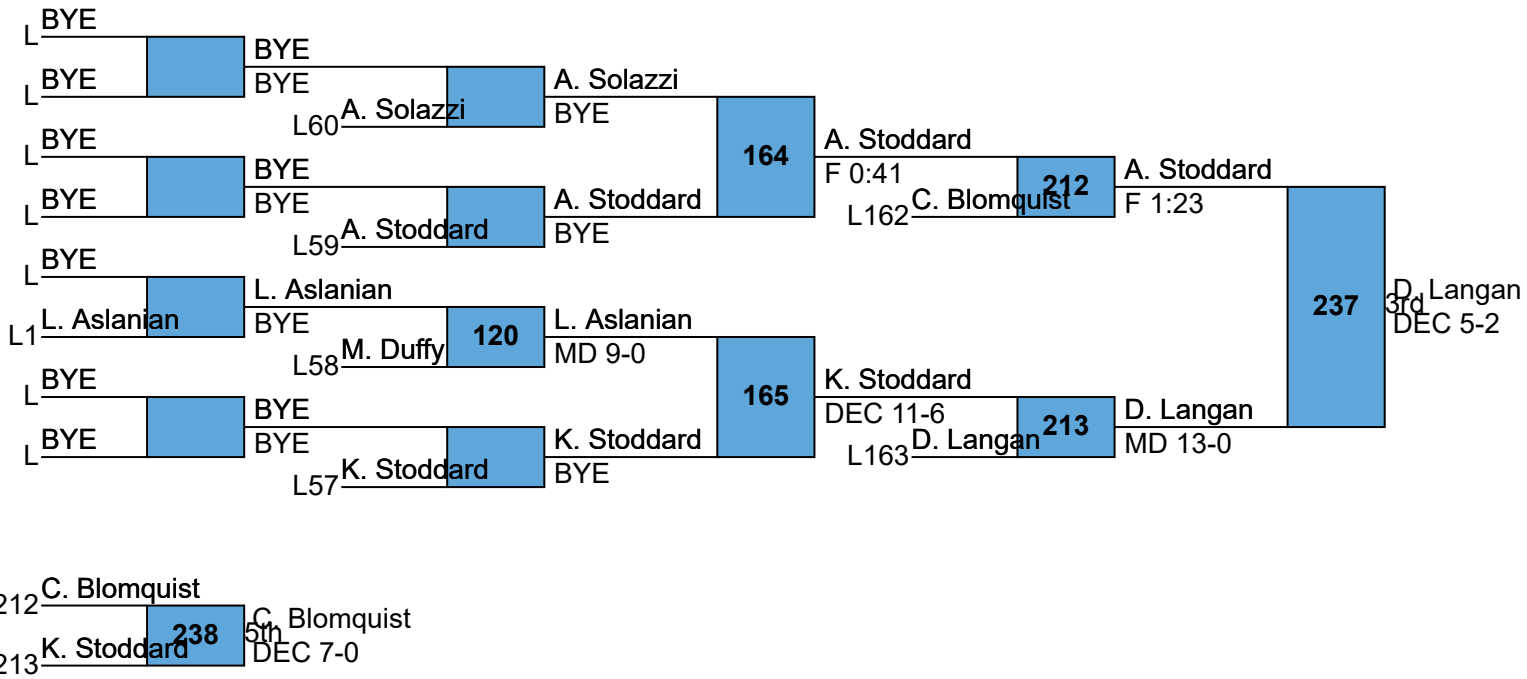 BYE
L
BYE
BYE
L
BYE
A. Solazzi
L60
A. Solazzi
BYE
BYE
L
BYE
BYE
L
BYE
A. Stoddard
L59
A. Stoddard
BYE
164
A. Stoddard
F 0:41
C. Blomquist
L162
212
A. Stoddard
F 1:23
BYE
L
L. Aslanian
L1
L. Aslanian
BYE
M. Duffy
L58
120
L. Aslanian
MD 9-0
BYE
L
BYE
BYE
L
BYE
K. Stoddard
L57
K. Stoddard
BYE
165
K. Stoddard
DEC 11-6
D. Langan
L163
213
D. Langan
MD 13-0
237
3rd
D. Langan
DEC 5-2
C. Blomquist
212
K. Stoddard
213
238
5th
C. Blomquist
DEC 7-0